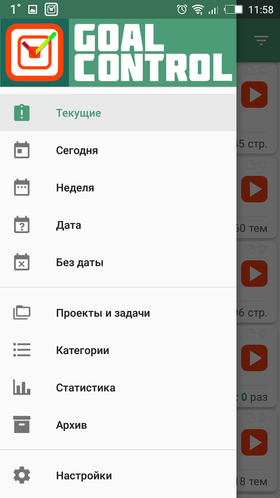 1° 11:58
GOAL
CONTROL
Текущие
Сегодня
45 стр.
Неделя
Дата
60 тем
Без даты
Проекты и задачи
96 стр.
Категории
Статистика
: 0 раз
Архив
Настройки
18 тем